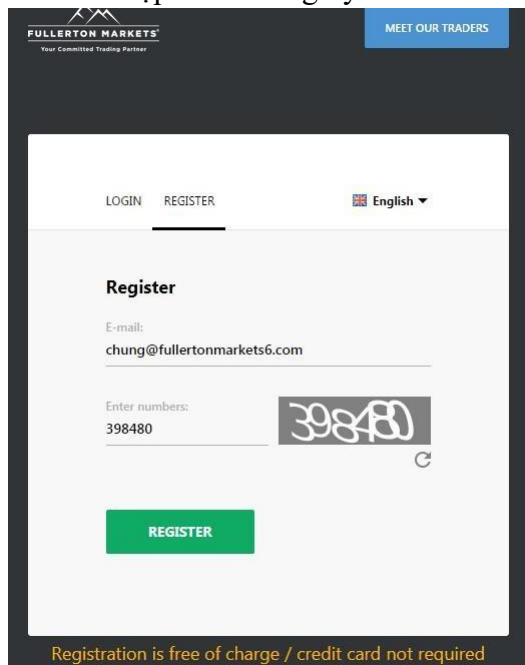 FULLERTON MARKETS
Your Committed Trading Partner
MEET OUR TRADERS
LOGIN
REGISTER
English
Register
E-mail:
chung@fullertonmarkets6.com
Enter numbers:
398480
398480
REGISTER
Registration is free of charge / credit card not required